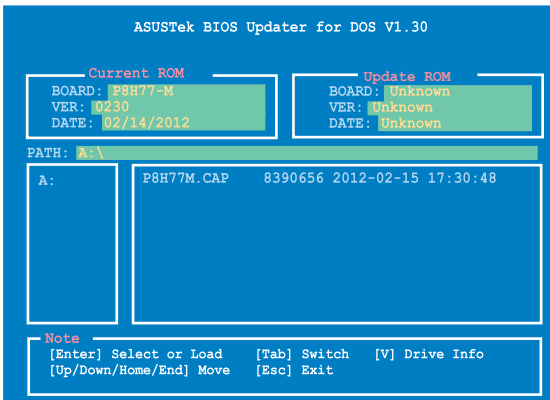 ASUSTek BIOS Updater for DOS V1.30
Current ROM
BOARD: P8H77-M
VER: 0230
DATE: 02/14/2012
Update ROM
BOARD: Unknown
VER: Unknown
DATE: Unknown
PATH: A:\
A:
P8H77M.CAP 8390656 2012-02-15 17:30:48
Note
[Enter] Select or Load [Tab] Switch [V] Drive Info
[Up/Down/Home/End] Move [Esc] Exit